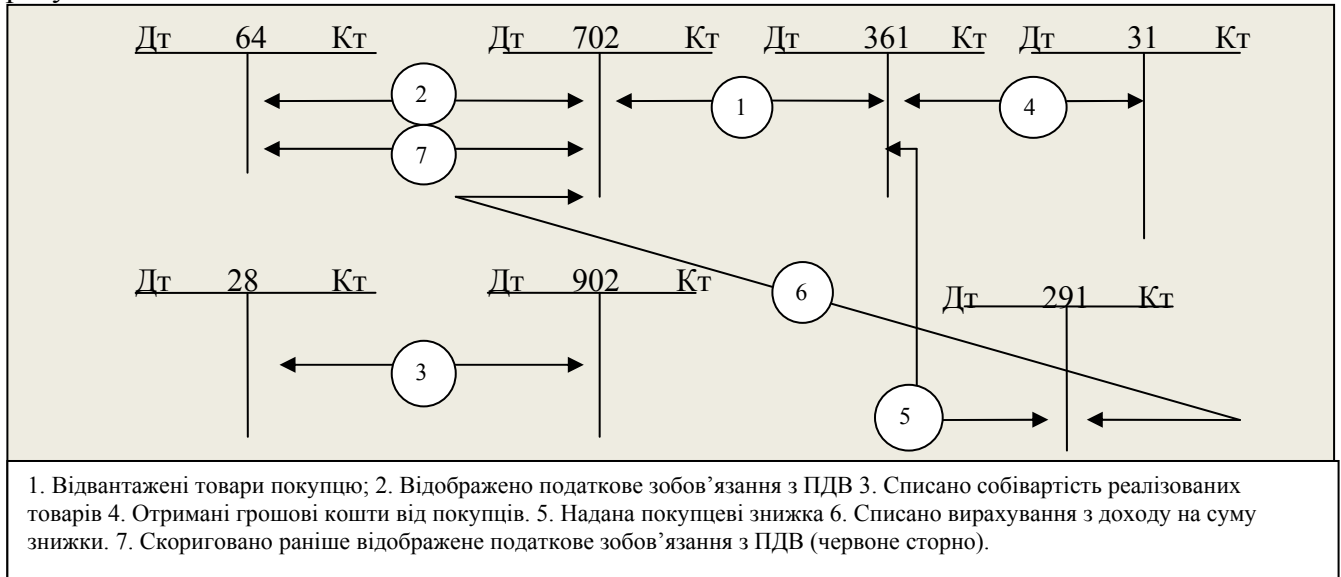 Дт 64 Кт Дт 702 Кт Дт 361 Кт Дт 31 Кт
2 1 4
7
Дт 28 Кт Дт 902 Кт 6 Дт 291 Кт
3 5
1. Відвантажені товари покупцю; 2. Відображено податкове зобов’язання з ПДВ 3. Списано собівартість реалізованих
товарів 4. Отримані грошові кошти від покупців. 5. Надана покупцеві знижка 6. Списано вирахування з доходу на суму
знижки. 7. Скориговано раніше відображене податкове зобов’язання з ПДВ (червоне сторно).